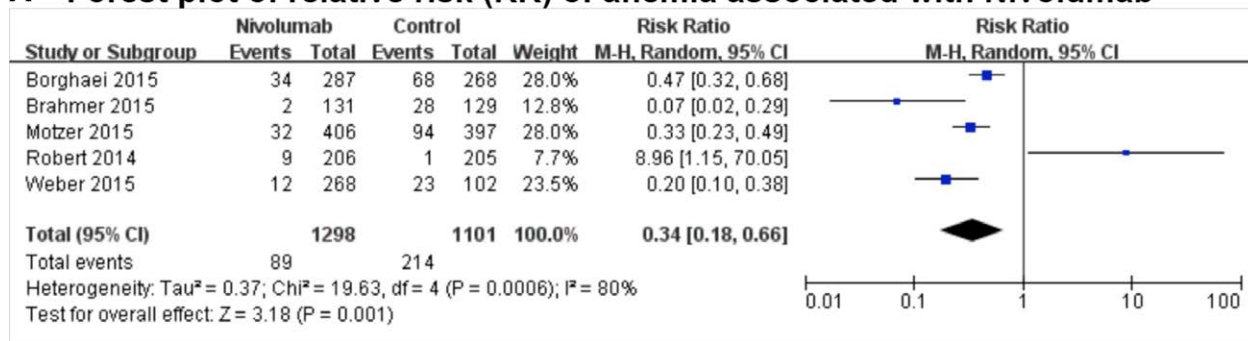 A Forest plot of relative risk (RR) of anemia associated with Nivolumab
Nivolumab Control Risk Ratio Risk Ratio
Study or Subgroup Events Total Events Total Weight M-H, Random, 95% CI M-H, Random, 95% CI
Borghaei 2015 34 287 68 268 28.0% 0.47 [0.32, 0.68]
Brahmer 2015 2 131 28 129 12.8% 0.07 [0.02, 0.29]
Motzer 2015 32 406 94 397 28.0% 0.33 [0.23, 0.49]
Robert 2014 9 206 1 205 7.7% 8.96 [1.15, 70.05]
Weber 2015 12 268 23 102 23.5% 0.20 [0.10, 0.38]
Total (95% CI) 1298 1101 100.0% 0.34 [0.18, 0.66]
Total events 89 214
Heterogeneity: Tau² = 0.37; Chi² = 19.63, df = 4 (P = 0.0006); I² = 80%
Test for overall effect: Z = 3.18 (P = 0.001)
0.01 0.1 1 10 100